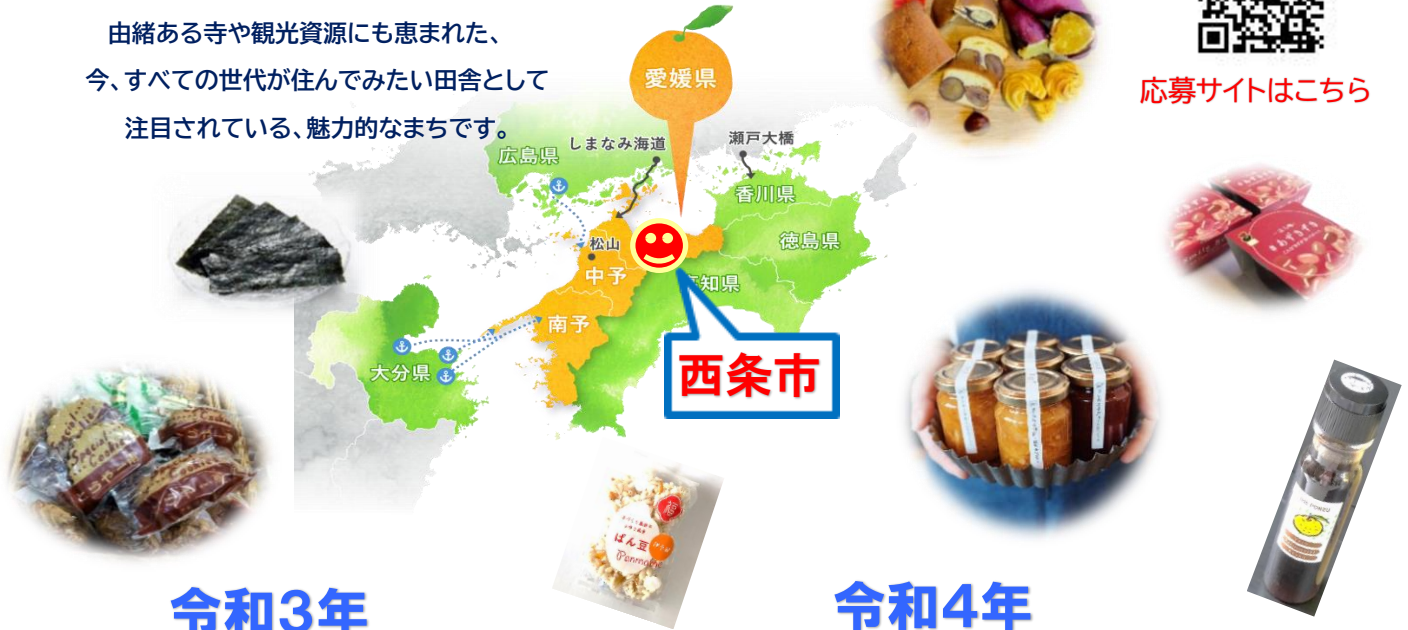 由緒ある寺や観光資源にも恵まれた、
今、すべての世代が住んでみたい田舎として
注目されている、魅力的なまちです。
応募サイトはこちら
愛媛県
しまなみ海道
瀬戸大橋
広島県
香川県
徳島県
松山
中予
知県
南予
大分県
西条市
Special
Cookie
ぱん豆
Panmame
令和3年
令和4年